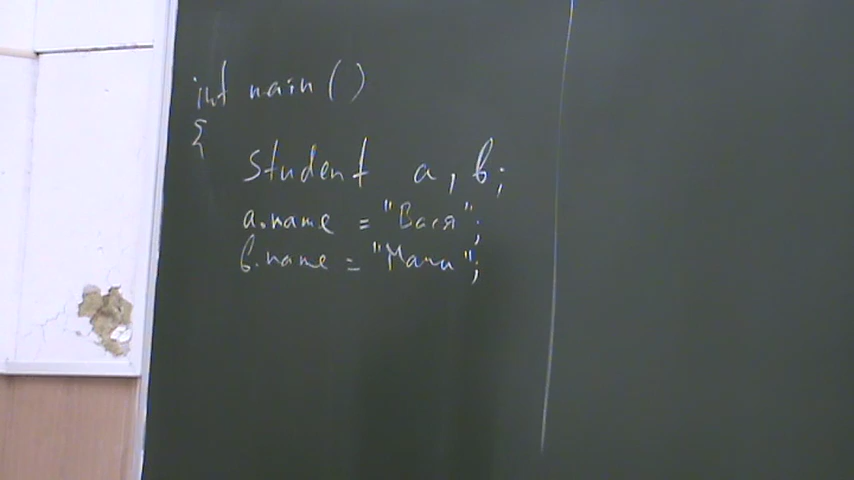 int main ()
{
Student a, b;
a.name = "Вася";
b.name = "Маша";